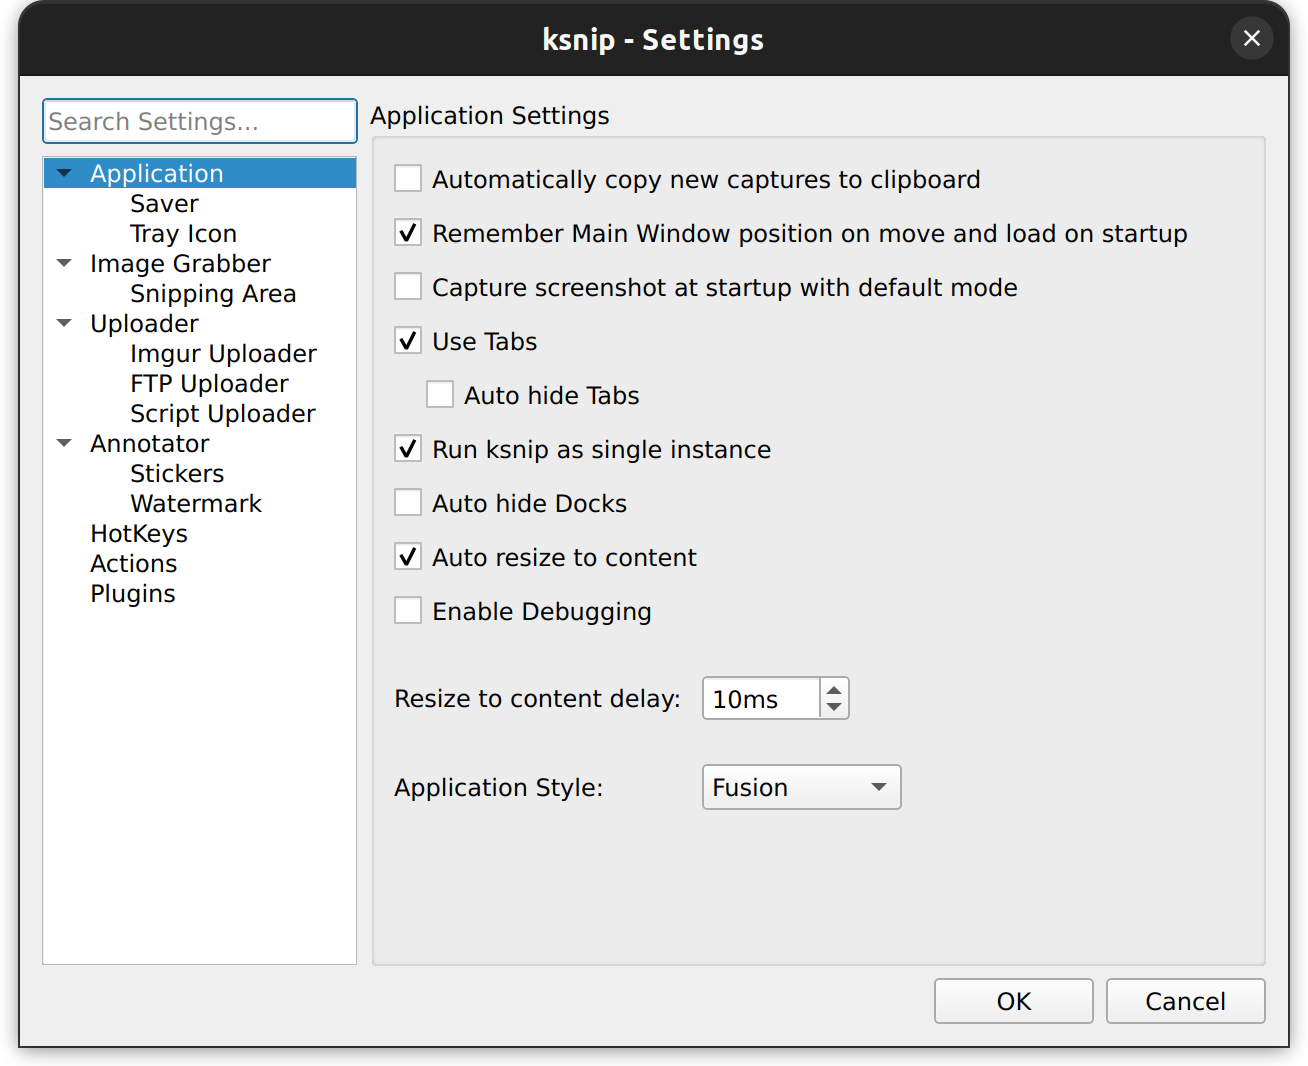 ksnip - Settings
Search Settings...
Application
Saver
Tray Icon
Image Grabber
Snipping Area
Uploader
Imgur Uploader
FTP Uploader
Script Uploader
Annotator
Stickers
Watermark
HotKeys
Actions
Plugins
Application Settings
Automatically copy new captures to clipboard
Remember Main Window position on move and load on startup
Capture screenshot at startup with default mode
Use Tabs
Auto hide Tabs
Run ksnip as single instance
Auto hide Docks
Auto resize to content
Enable Debugging
Resize to content delay: 10ms
Application Style: Fusion
OK Cancel